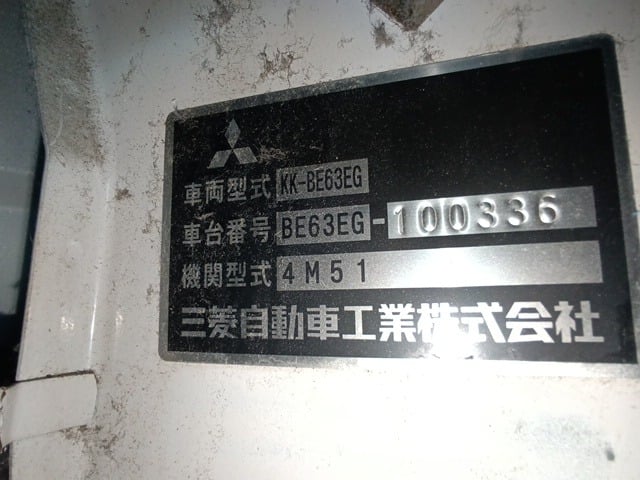 車両型式 KK-BE63EG
車台番号 BE63EG-100336
機関型式 4M51
三菱自動車工業株式会社